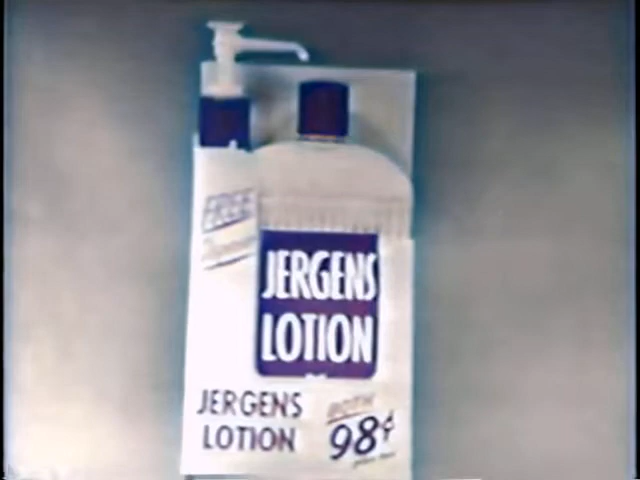 FREE
JERGENS
LOTION
JERGENS
LOTION
BOTH
98¢